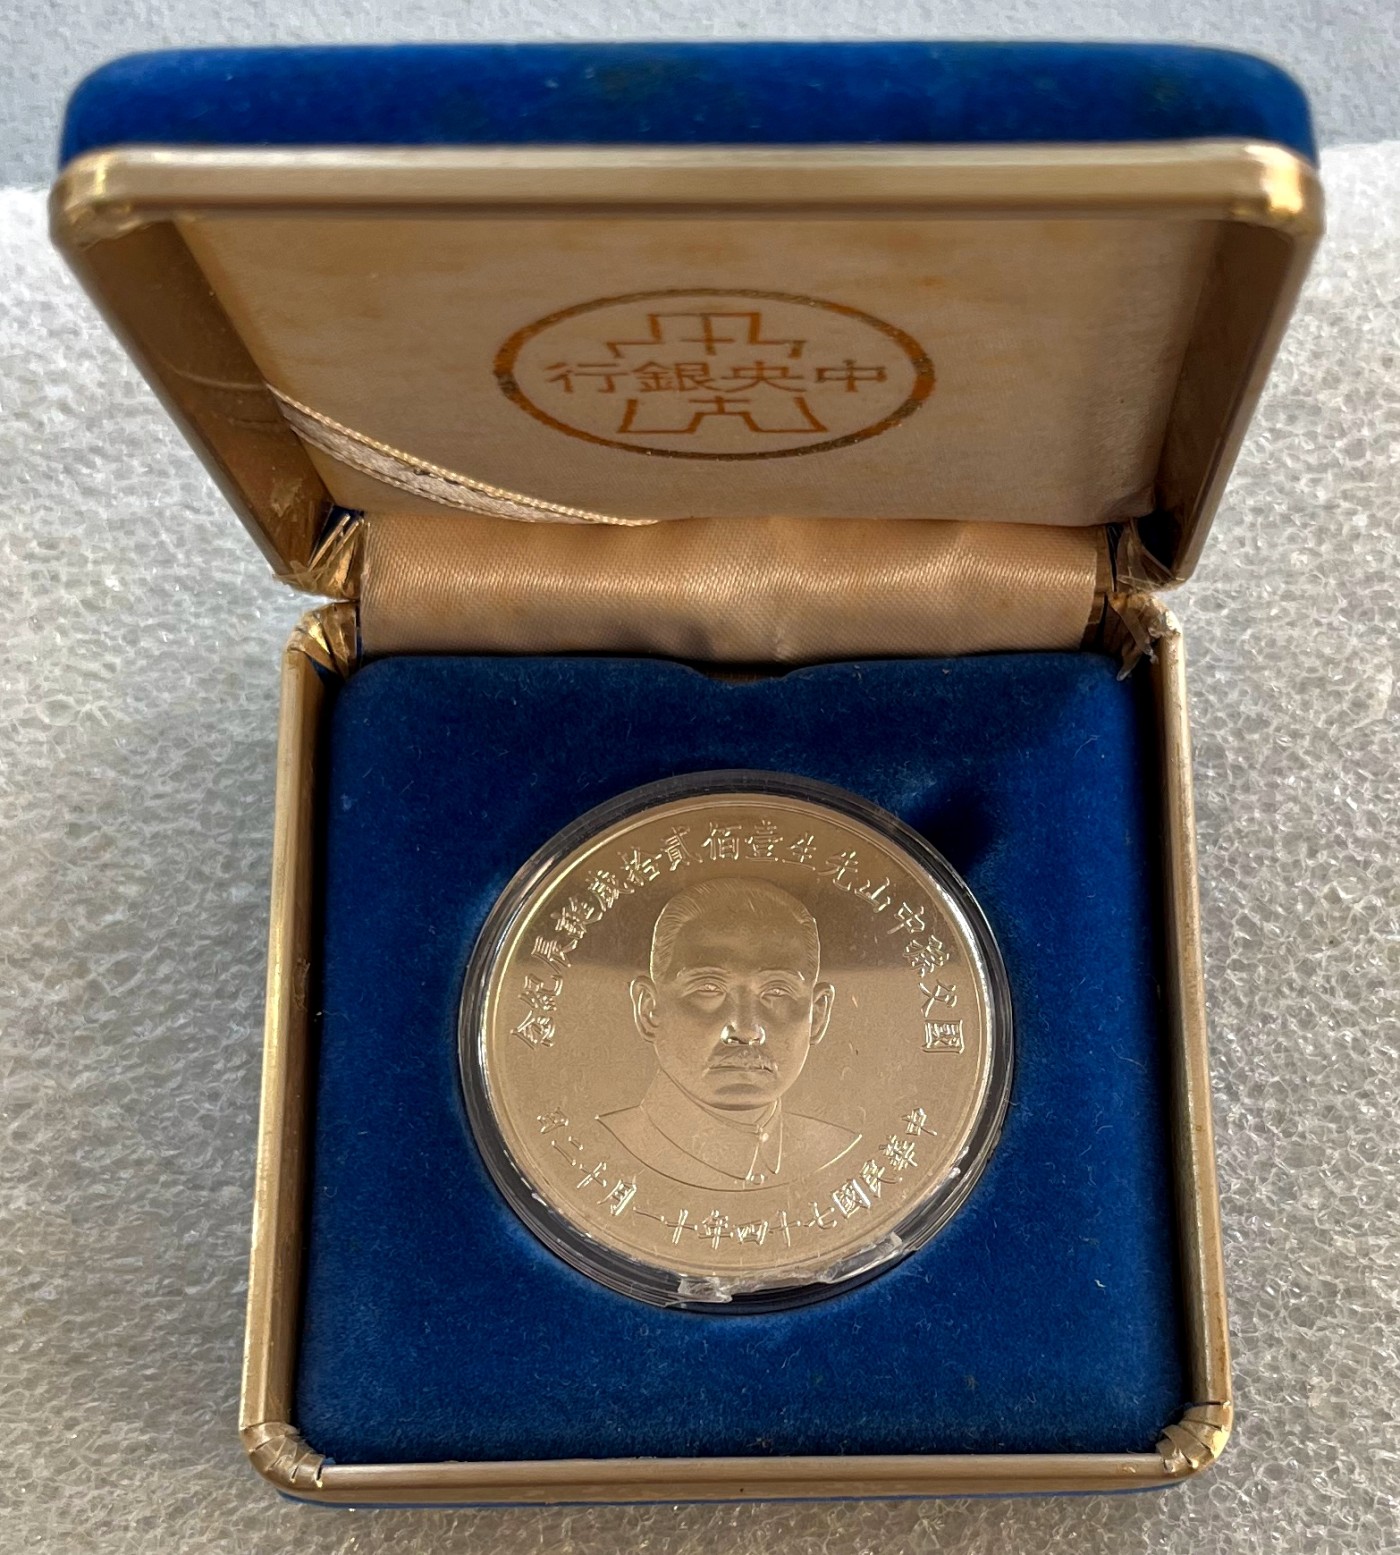 中央銀行
國父孫中山先生壹佰貳拾歲誕辰紀念
中華民國七十四年十一月十二日